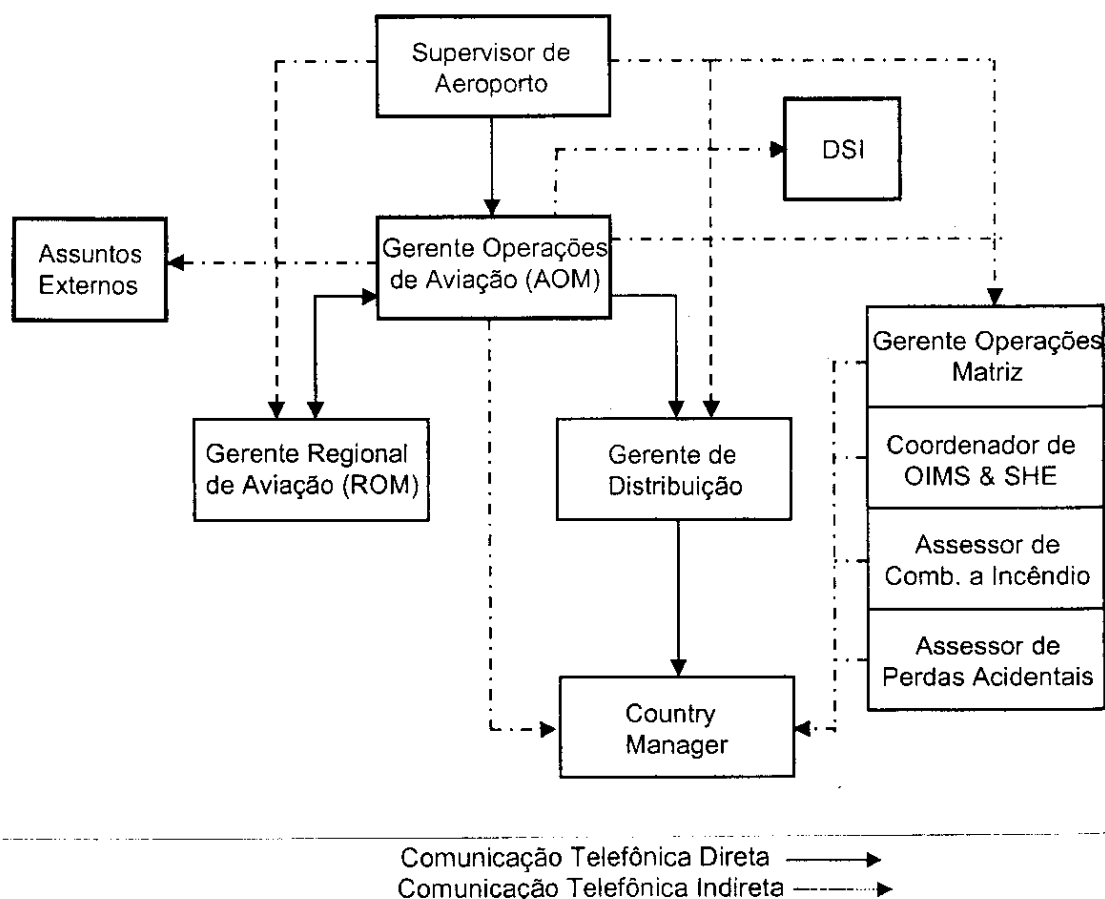 Supervisor de
Aeroporto
DSI
Assuntos
Externos
Gerente Operações
de Aviação (AOM)
Gerente Operações
Matriz
Coordenador de
OIMS & SHE
Assessor de
Comb. a Incêndio
Assessor de
Perdas Acidentais
Gerente Regional
de Aviação (ROM)
Gerente de
Distribuição
Country
Manager
Comunicação Telefônica Direta
Comunicação Telefônica Indireta